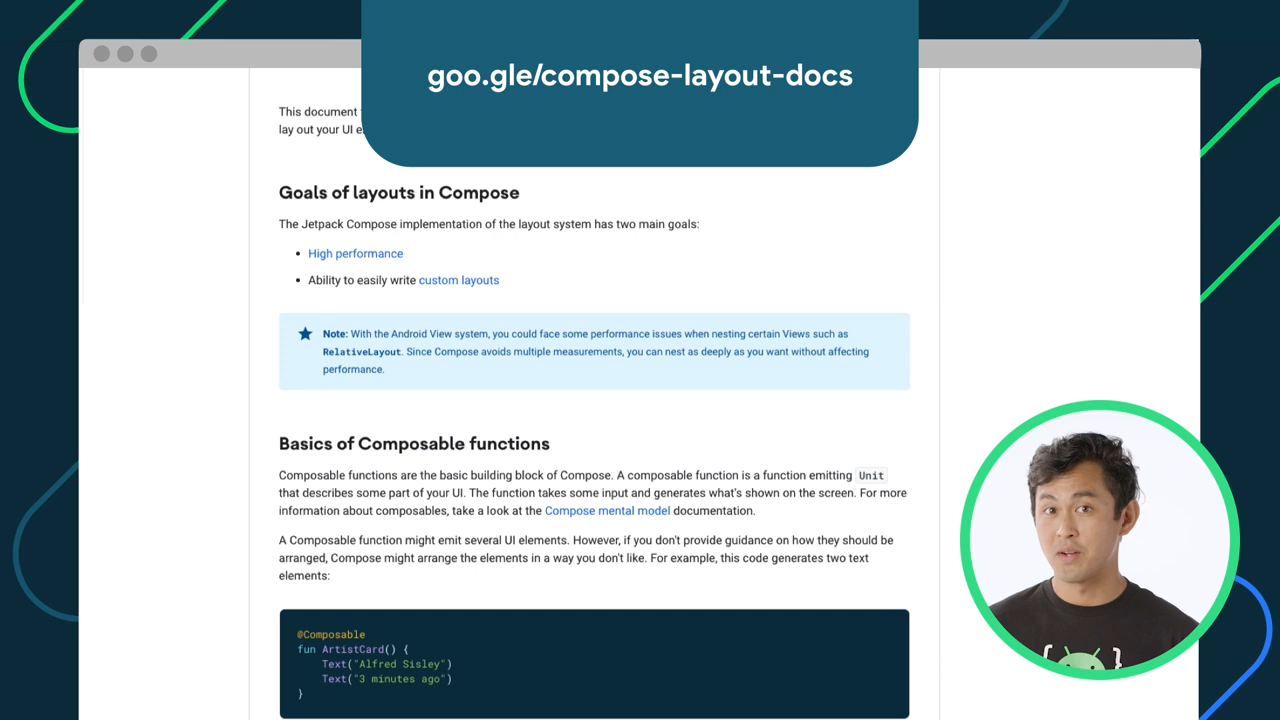 goo.gle/compose-layout-docs
This document
lay out your UI
Goals of layouts in Compose
The Jetpack Compose implementation of the layout system has two main goals:
• High performance
• Ability to easily write custom layouts
Note: With the Android View system, you could face some performance issues when nesting certain Views such as
RelativeLayout. Since Compose avoids multiple measurements, you can nest as deeply as you want without affecting
performance.
Basics of Composable functions
Composable functions are the basic building block of Compose. A composable function is a function emitting Unit
that describes some part of your UI. The function takes some input and generates what's shown on the screen. For more
information about composables, take a look at the Compose mental model documentation.
A Composable function might emit several UI elements. However, if you don't provide guidance on how they should be
arranged, Compose might arrange the elements in a way you don't like. For example, this code generates two text
elements:
@Composable
fun ArtistCard() {
    Text("Alfred Sisley")
    Text("3 minutes ago")
}
{ }